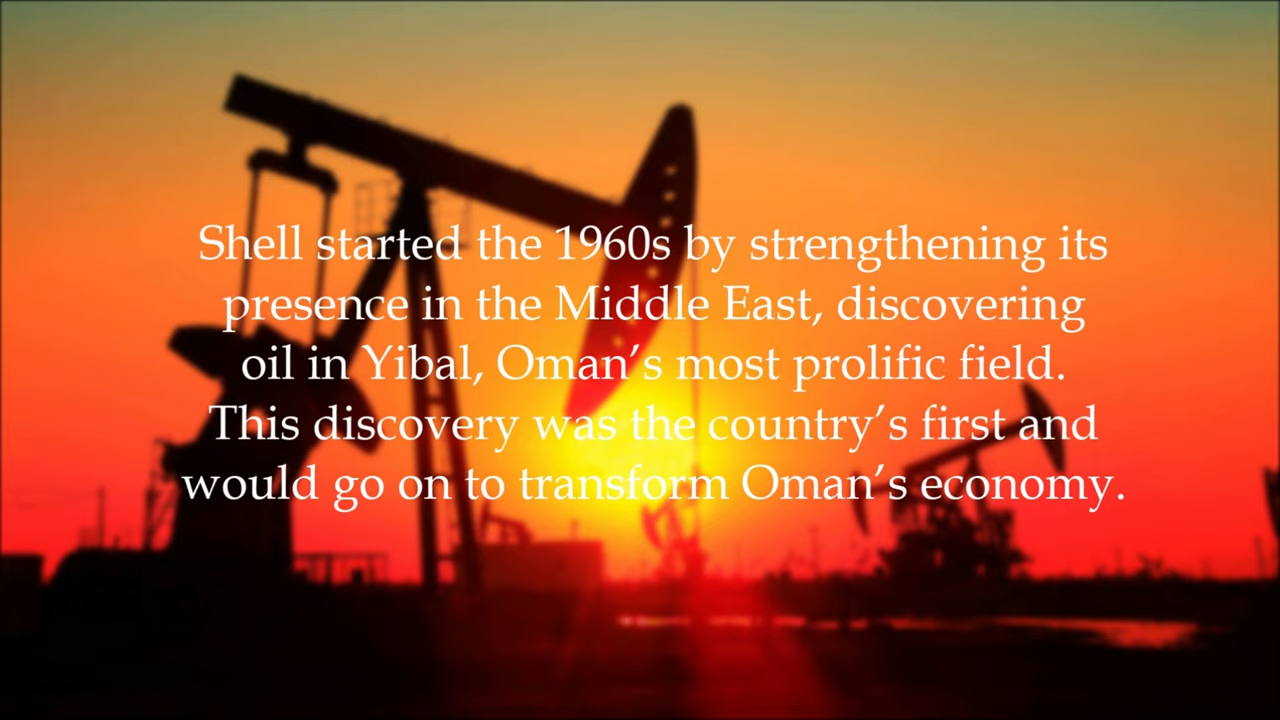 Shell started the 1960s by strengthening its
presence in the Middle East, discovering
oil in Yibal, Oman’s most prolific field.
This discovery was the country’s first and
would go on to transform Oman’s economy.